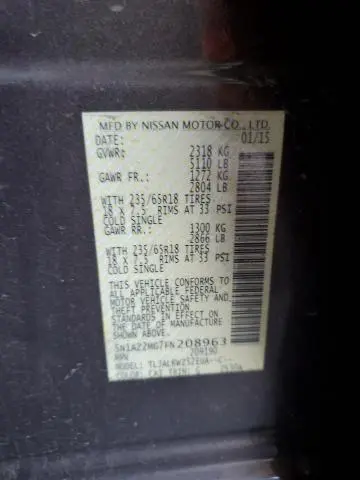 MFD BY NISSAN MOTOR CO., LTD.
DATE: 01/15
GVWR: 2318 KG
5110 LB
GAWR FR.: 1272 KG
2804 LB
WITH 235/65R18 TIRES
18 X 7.5 RIMS AT 33 PSI
COLD SINGLE
GAWR RR.: 1300 KG
2866 LB
WITH 235/65R18 TIRES
18 X 7.5 RIMS AT 33 PSI
COLD SINGLE
THIS VEHICLE CONFORMS TO
ALL APPLICABLE FEDERAL
MOTOR VEHICLE SAFETY
AND THEFT PREVENTION
STANDARDS IN EFFECT ON
THE DATE OF MANUFACTURE
SHOWN ABOVE.
5N1AZ2MG7FN208963
RPN 209190
COLOR: TRIM: